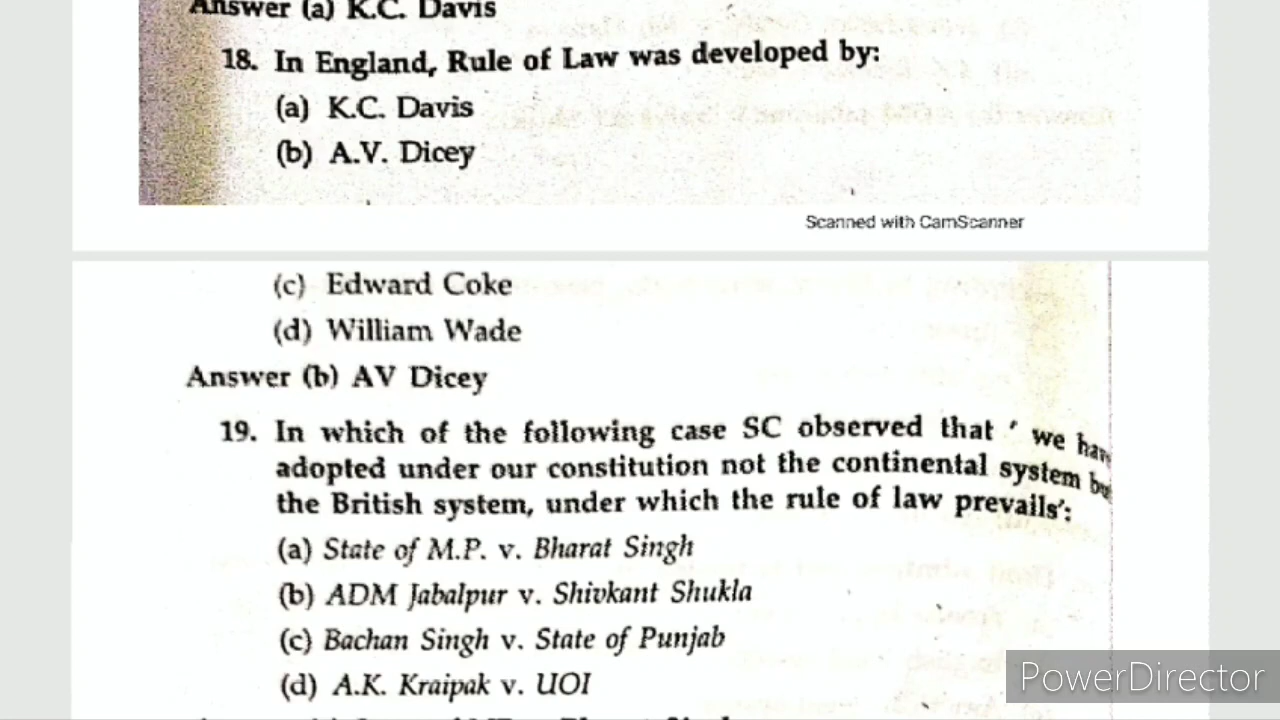 Answer (a) K.C. Davis
18. In England, Rule of Law was developed by:
(a) K.C. Davis
(b) A.V. Dicey
Scanned with CamScanner
(c) Edward Coke
(d) William Wade
Answer (b) AV Dicey
19. In which of the following case SC observed that ' we have
adopted under our constitution not the continental system but
the British system, under which the rule of law prevails':
(a) State of M.P. v. Bharat Singh
(b) ADM Jabalpur v. Shivkant Shukla
(c) Bachan Singh v. State of Punjab
(d) A.K. Kraipak v. UOI
PowerDirector